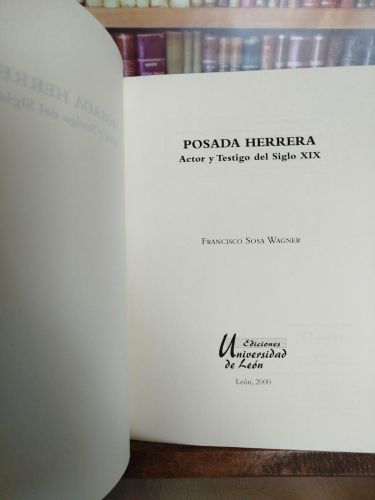 POSADA HERRERA
Actor y Testigo del Siglo XIX
FRANCISCO SOSA WAGNER
Ediciones
Universidad
de León
León, 2000